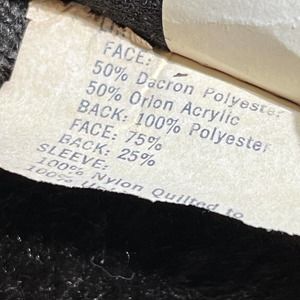 FACE:
50% Dacron Polyester
50% Orlon Acrylic
BACK: 100% Polyester
FACE: 75%
BACK: 25%
SLEEVE:
100% Nylon Quilted to
100%